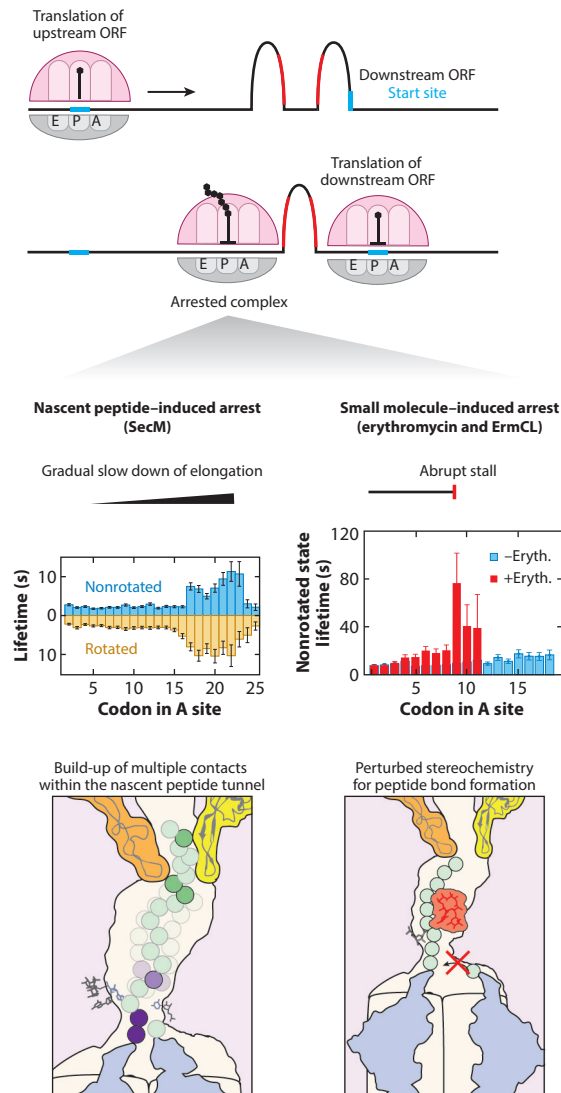 Translation of
upstream ORF
E P A
Downstream ORF
Start site
Translation of
downstream ORF
E P A
E P A
Arrested complex
Nascent peptide–induced arrest
(SecM)
Gradual slow down of elongation
Lifetime (s)
10
0
10
Nonrotated
Rotated
5 10 15 20 25
Codon in A site
Build-up of multiple contacts
within the nascent peptide tunnel
Small molecule–induced arrest
(erythromycin and ErmCL)
Abrupt stall
Nonrotated state
lifetime (s)
120
80
40
0
–Eryth.
+Eryth.
5 10 15
Codon in A site
Perturbed stereochemistry
for peptide bond formation